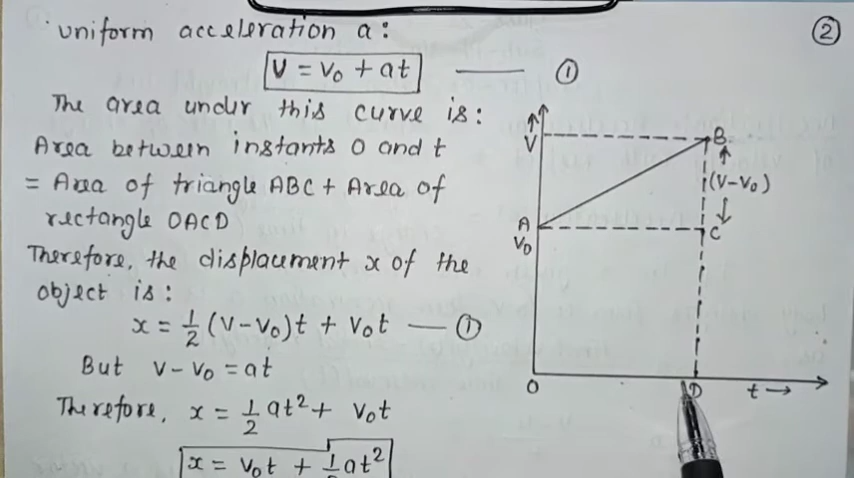 ②
uniform acceleration a:
V = v₀ + at — ①
The area under this curve is:
Area between instants 0 and t
= Area of triangle ABC + Area of
rectangle OACD
Therefore, the displacement x of the
object is:
x = 1/2 (V-V₀)t + V₀t — ①
But V-V₀ = at
Therefore, x = 1/2 at² + V₀t
x = V₀t + 1/2 at²
V
B
(V-V₀)
A
V₀
C
O
D
t →